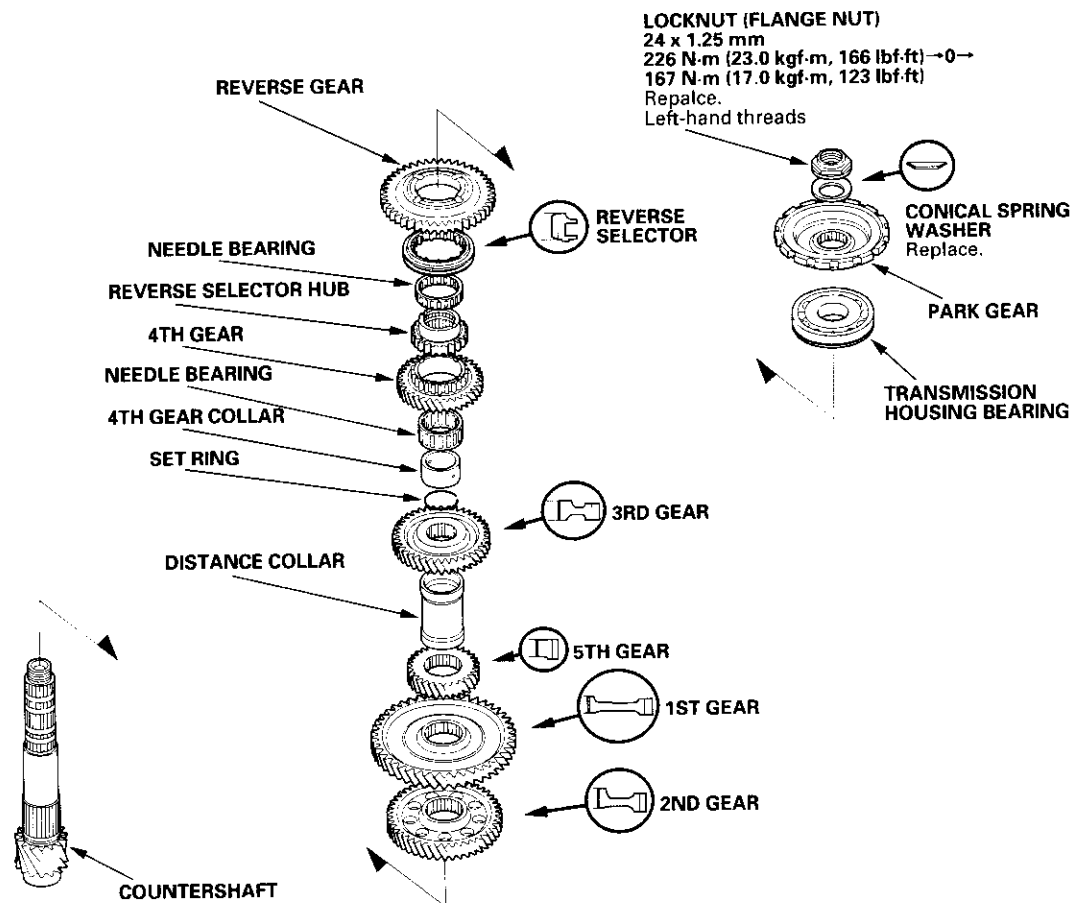 LOCKNUT (FLANGE NUT)
24 x 1.25 mm
226 N·m (23.0 kgf·m, 166 lbf·ft)→0→
167 N·m (17.0 kgf·m, 123 lbf·ft)
Repalce.
Left-hand threads
REVERSE GEAR
REVERSE
SELECTOR
CONICAL SPRING
WASHER
Replace.
NEEDLE BEARING
REVERSE SELECTOR HUB
PARK GEAR
4TH GEAR
NEEDLE BEARING
TRANSMISSION
HOUSING BEARING
4TH GEAR COLLAR
SET RING
3RD GEAR
DISTANCE COLLAR
5TH GEAR
1ST GEAR
2ND GEAR
COUNTERSHAFT